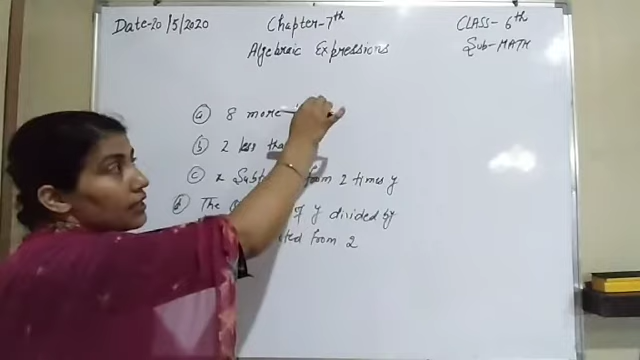 Date-20/5/2020
Chapter-7th
CLASS-6th
Algebraic Expressions
Sub-MATH
(a) 8 more
(b) 2 less tha
(c) x Subt from 2 times y
(d) The of y divided by
ted from 2